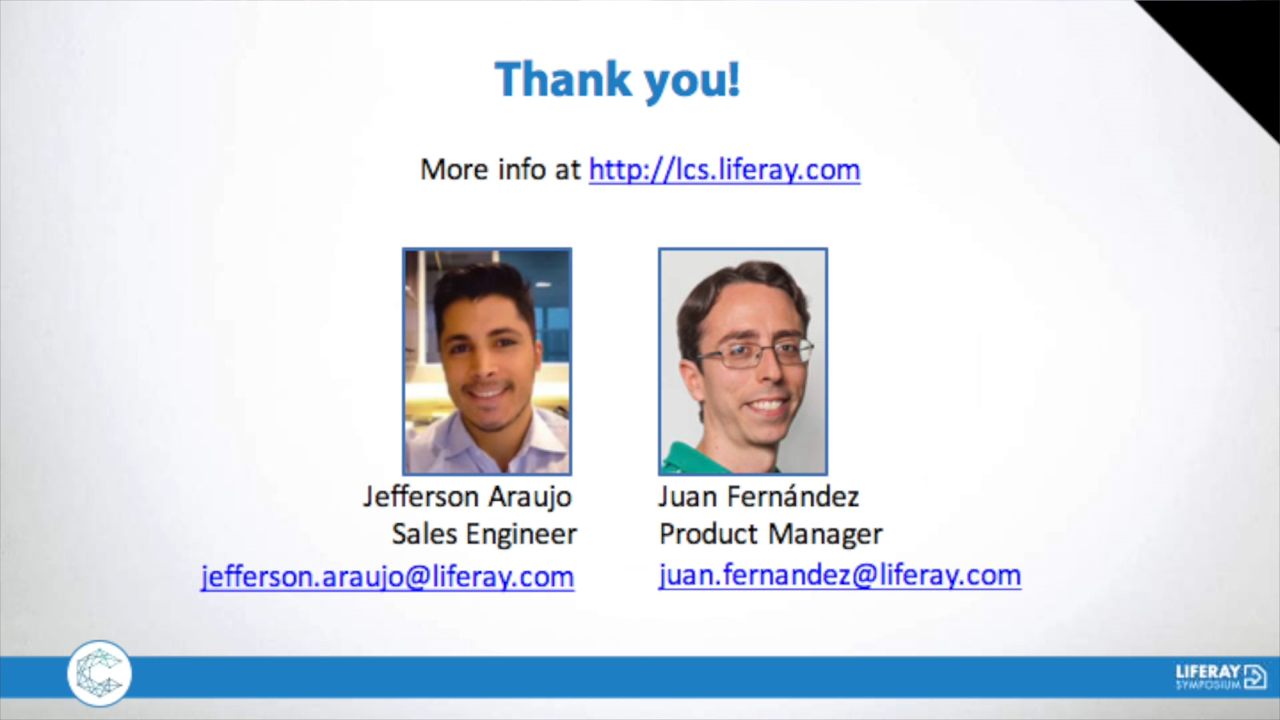 Thank you!
More info at http://lcs.liferay.com
Jefferson Araujo
Sales Engineer
jefferson.araujo@liferay.com
Juan Fernández
Product Manager
juan.fernandez@liferay.com
LIFERAY
SYMPOSIUM